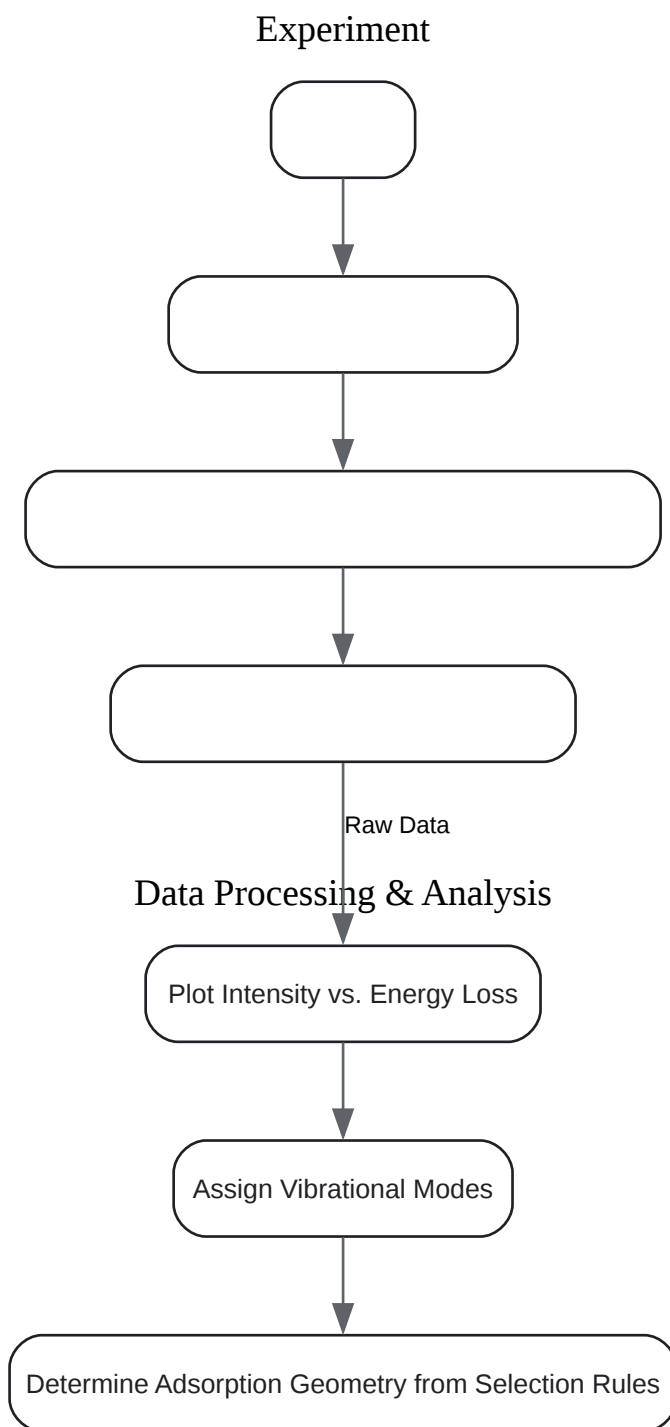 Experiment
Raw Data
Data Processing & Analysis
Plot Intensity vs. Energy Loss
Assign Vibrational Modes
Determine Adsorption Geometry from Selection Rules